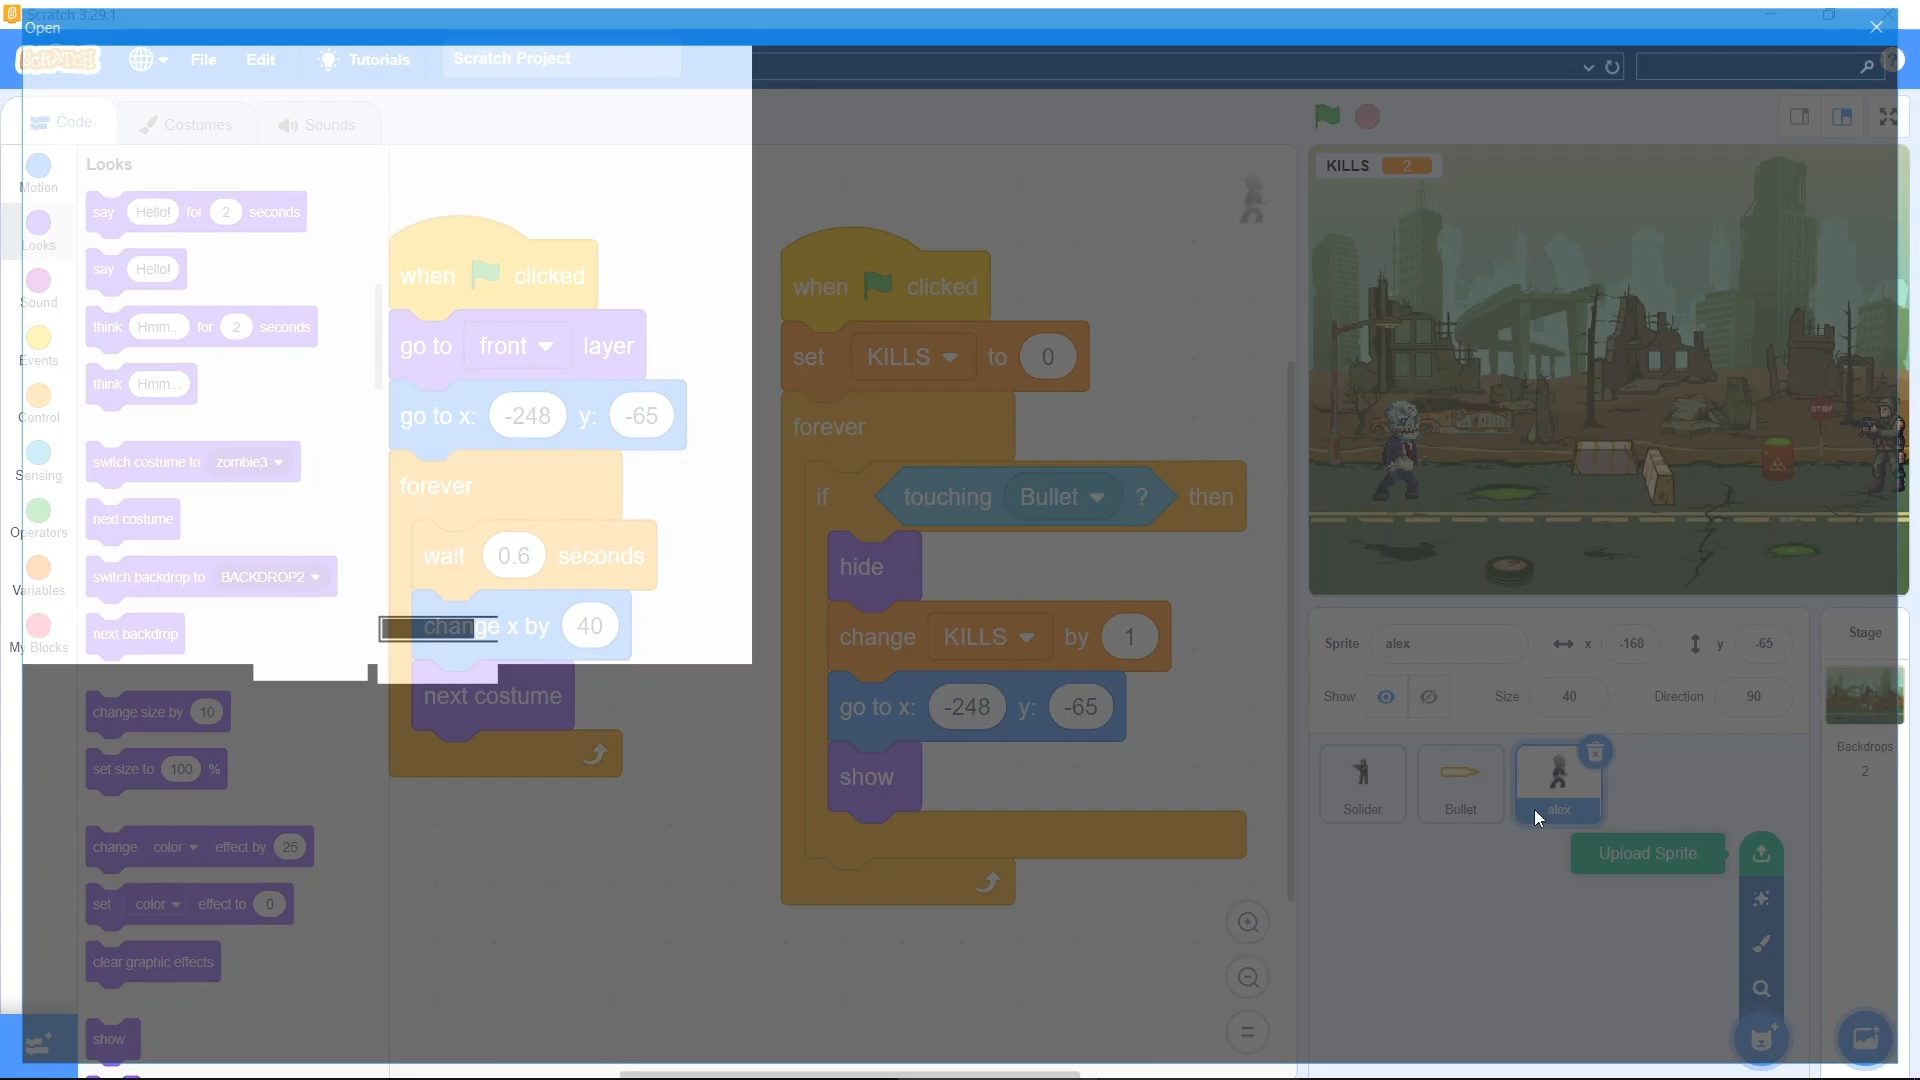 Scratch 3.29.1
Open
SCRATCH
File
Edit
Tutorials
Scratch Project
Code
Costumes
Sounds
Motion
Looks
Sound
Events
Control
Sensing
Operators
Variables
My Blocks
Looks
say Hello! for 2 seconds
say Hello!
think Hmm... for 2 seconds
think Hmm...
switch costume to zombie3
next costume
switch backdrop to BACKDROP2
next backdrop
change size by 10
set size to 100 %
change color effect by 25
set color effect to 0
clear graphic effects
show
when clicked
go to front layer
go to x: -248 y: -65
forever
wait 0.6 seconds
change x by 40
next costume
when clicked
set KILLS to 0
forever
if touching Bullet ? then
hide
change KILLS by 1
go to x: -248 y: -65
show
KILLS 2
STOP
Sprite alex x -168 y -65
Show Size 40 Direction 90
Solider
Bullet
alex
Upload Sprite
Stage
Backdrops
2